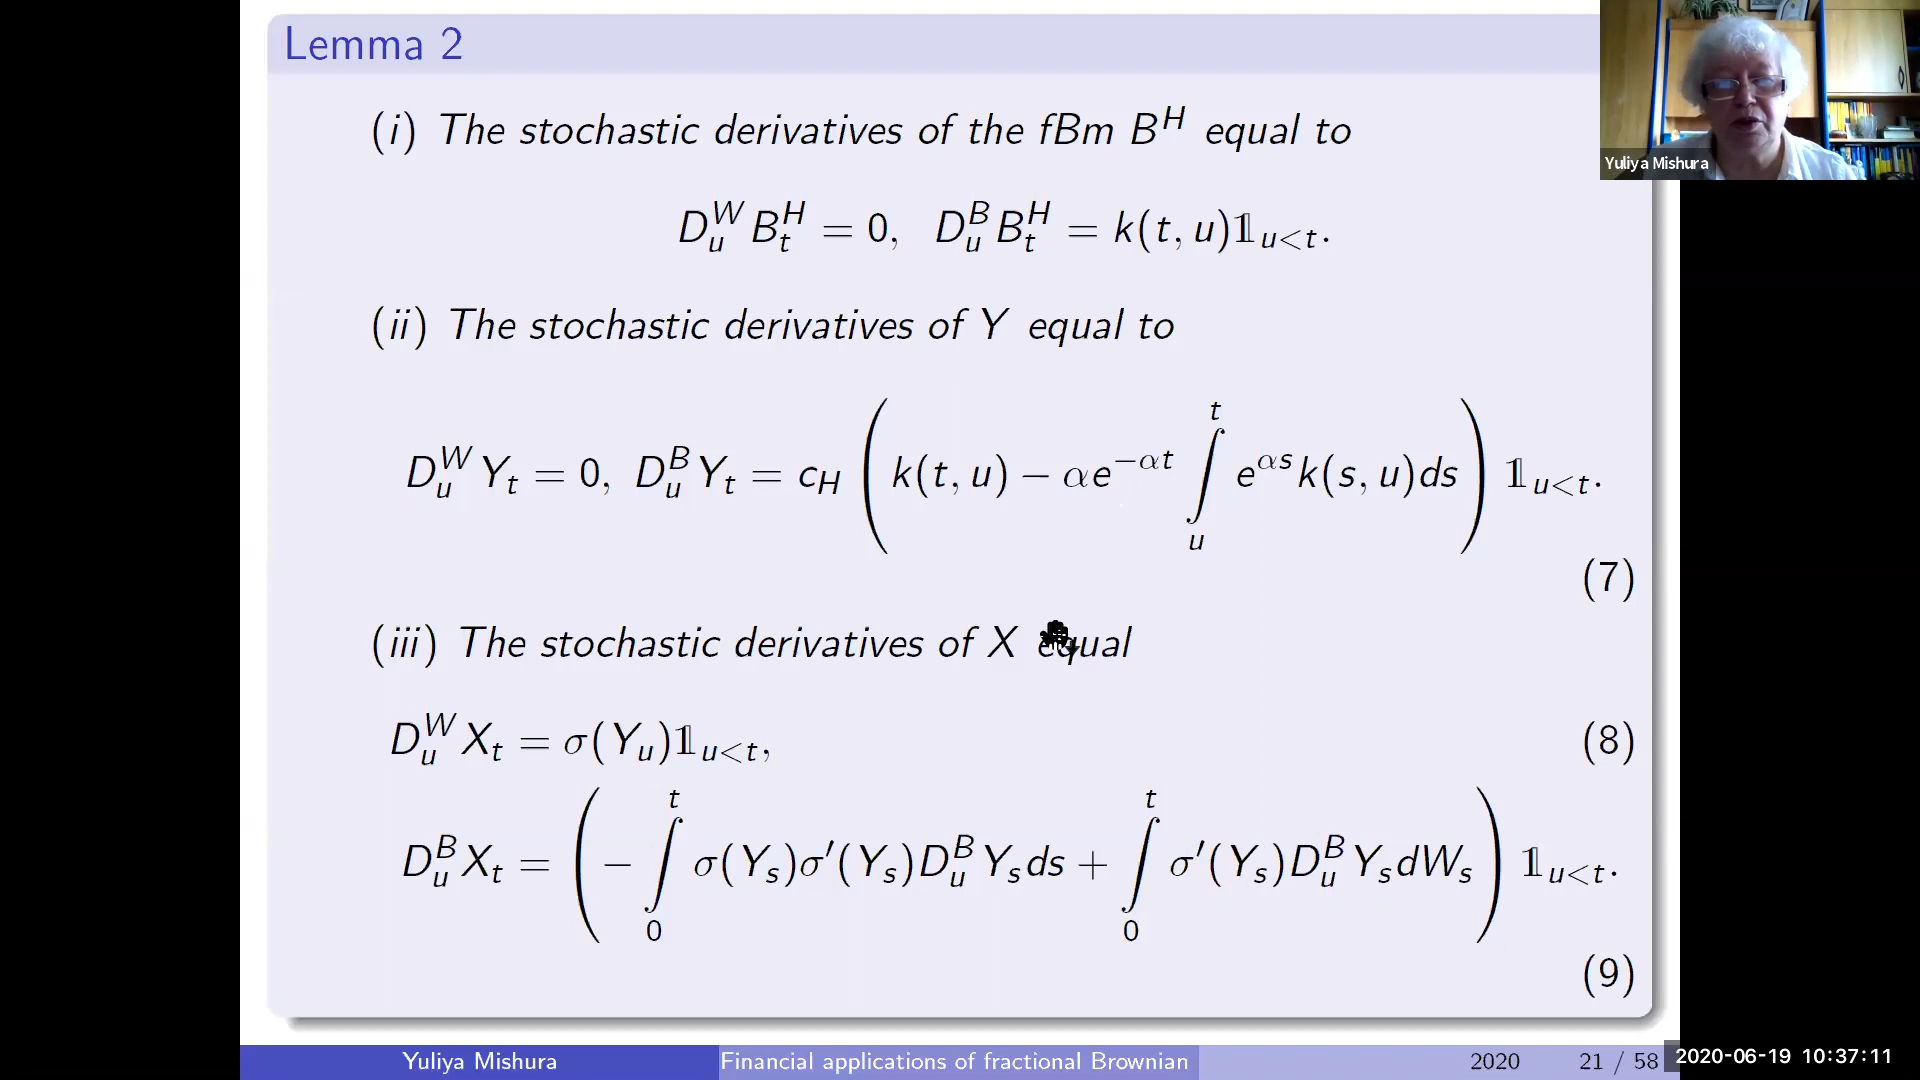 Lemma 2
Yuliya Mishura
(i) The stochastic derivatives of the fBm B^H equal to
D_u^W B_t^H = 0, D_u^B B_t^H = k(t, u)𝟙_{u<t}.
(ii) The stochastic derivatives of Y equal to
D_u^W Y_t = 0, D_u^B Y_t = c_H ( k(t, u) − αe^{−αt} ∫_u^t e^{αs} k(s, u)ds ) 𝟙_{u<t}.
(7)
(iii) The stochastic derivatives of X equal
D_u^W X_t = σ(Y_u)𝟙_{u<t}, (8)
D_u^B X_t = ( − ∫_0^t σ(Y_s)σ′(Y_s)D_u^B Y_s ds + ∫_0^t σ′(Y_s)D_u^B Y_s dW_s ) 𝟙_{u<t}.
(9)
Yuliya Mishura Financial applications of fractional Brownian 2020 21 / 58
2020-06-19 10:37:11